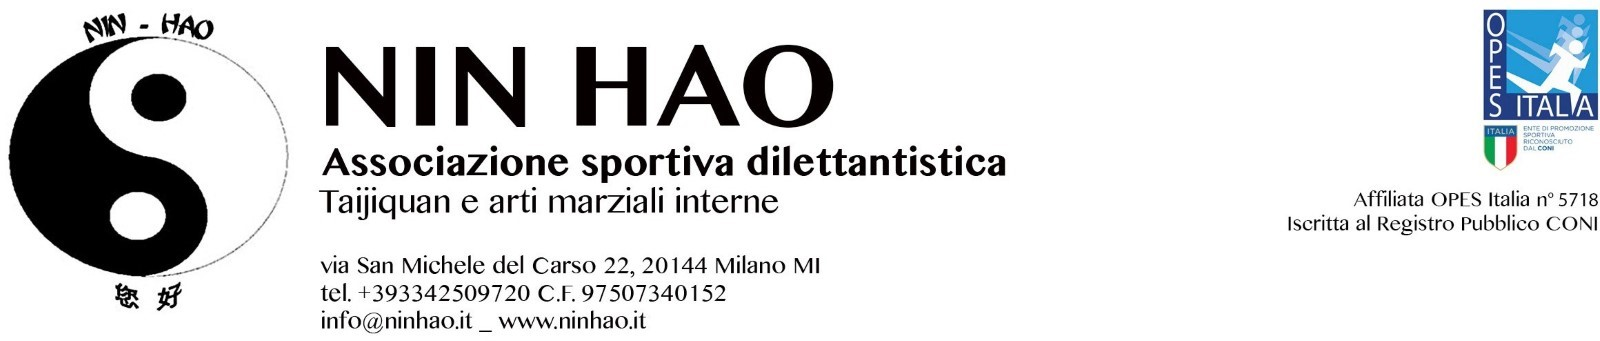 NIN - HAO
您 好
NIN HAO
Associazione sportiva dilettantistica
Taijiquan e arti marziali interne
via San Michele del Carso 22, 20144 Milano MI
tel. +393342509720 C.F. 97507340152
info@ninhao.it _ www.ninhao.it
OPES
ITALIA
ITALIA
ENTE DI PROMOZIONE
SPORTIVA
RICONOSCIUTO
DAL CONI
Affiliata OPES Italia n° 5718
Iscritta al Registro Pubblico CONI